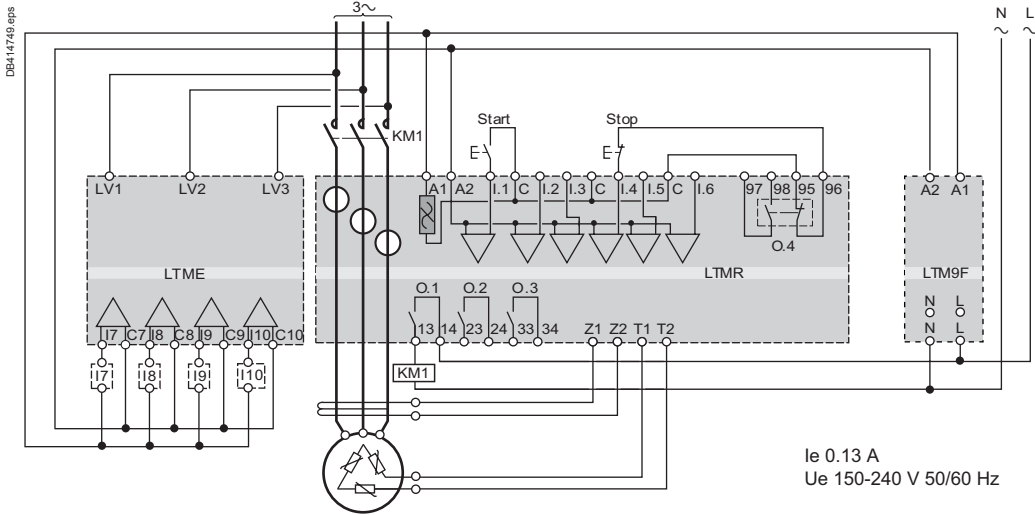 DB414749.eps
3~
N L
~ ~
Start
Stop
KM1
LV1 LV2 LV3
A1 A2 I.1 C I.2 I.3 C I.4 I.5 C I.6 97 98 95 96
A2 A1
O.4
LTME
LTMR
LTM9F
O.1 O.2 O.3
N L
N L
I7 C7 I8 C8 I9 C9 I10 C10
13 14 23 24 33 34 Z1 Z2 T1 T2
I7 I8 I9 I10
KM1
Ie 0.13 A
Ue 150-240 V 50/60 Hz